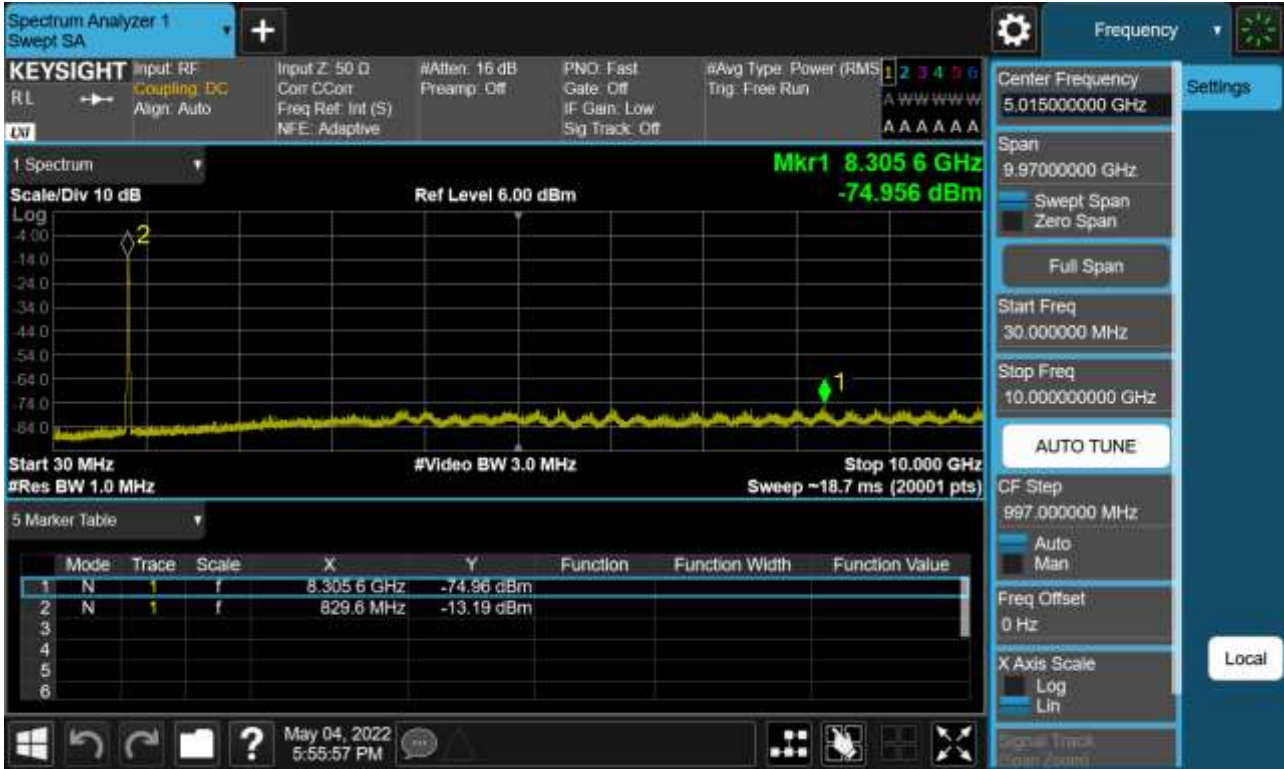 Spectrum Analyzer 1
Swept SA
+
Frequency
KEYSIGHT
RL
LXI
Input: RF
Coupling: DC
Align: Auto
Input Z: 50 Ω
Corr CCorr
Freq Ref: Int (S)
NFE: Adaptive
#Atten: 16 dB
Preamp: Off
PNO: Fast
Gate: Off
IF Gain: Low
Sig Track: Off
#Avg Type: Power (RMS
Trig: Free Run
1 2 3 4 5 6
A W W W W W
A A A A A A
1 Spectrum
Mkr1 8.305 6 GHz
-74.956 dBm
Scale/Div 10 dB
Ref Level 6.00 dBm
Log
-4.00
-14.0
-24.0
-34.0
-44.0
-54.0
-64.0
-74.0
-84.0
2
1
Start 30 MHz
#Video BW 3.0 MHz
Stop 10.000 GHz
#Res BW 1.0 MHz
Sweep ~18.7 ms (20001 pts)
5 Marker Table
Mode Trace Scale X Y Function Function Width Function Value
1 N 1 f 8.305 6 GHz -74.96 dBm
2 N 1 f 829.6 MHz -13.19 dBm
3
4
5
6
Center Frequency
5.015000000 GHz
Settings
Span
9.97000000 GHz
Swept Span
Zero Span
Full Span
Start Freq
30.000000 MHz
Stop Freq
10.000000000 GHz
AUTO TUNE
CF Step
997.000000 MHz
Auto
Man
Freq Offset
0 Hz
X Axis Scale
Log
Lin
Signal Track
(Span Zoom)
Local
?
May 04, 2022
5:55:57 PM